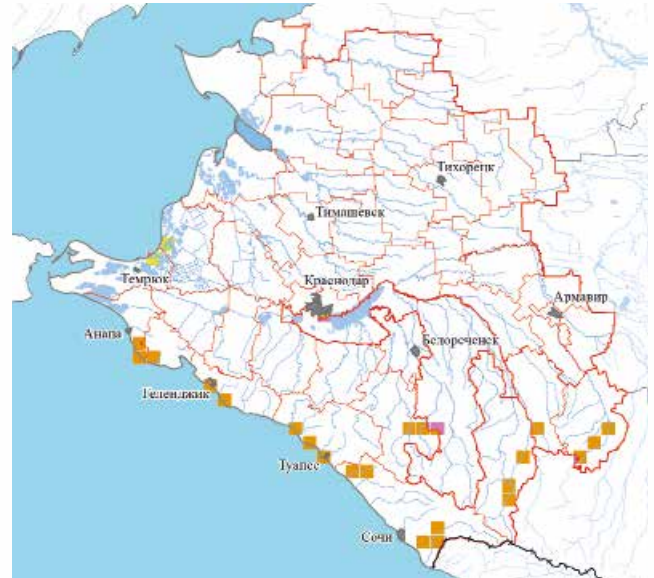 Тихорецк
Тимашевск
Темрюк
Краснодар
Армавир
Анапа
Белореченск
Геленджик
Туапсе
Сочи